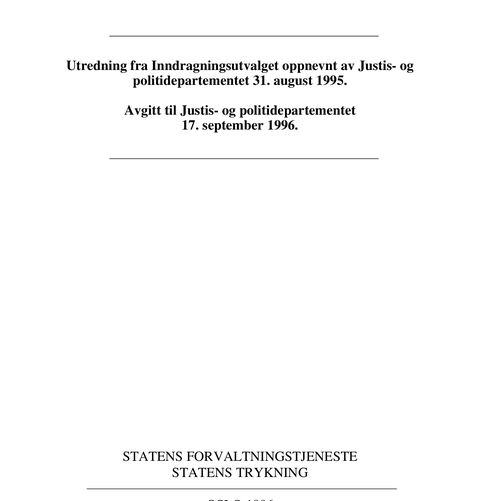 Utredning fra Inndragningsutvalget oppnevnt av Justis- og
politidepartementet 31. august 1995.
Avgitt til Justis- og politidepartementet
17. september 1996.
STATENS FORVALTNINGSTJENESTE
STATENS TRYKNING